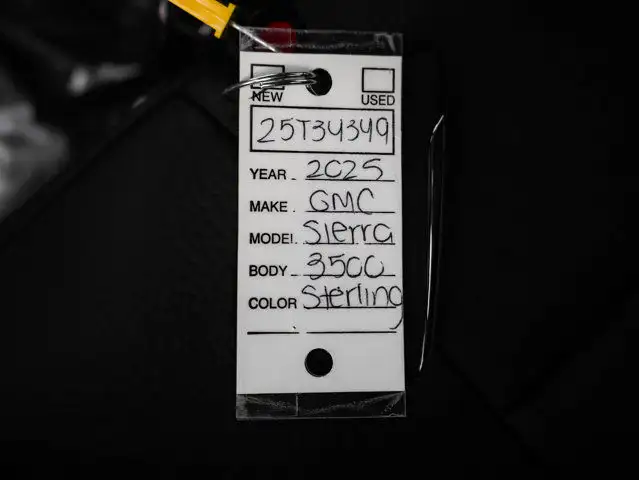 NEW USED
25T34349
YEAR 2025
MAKE GMC
MODEL Sierra
BODY 3500
COLOR Sterling